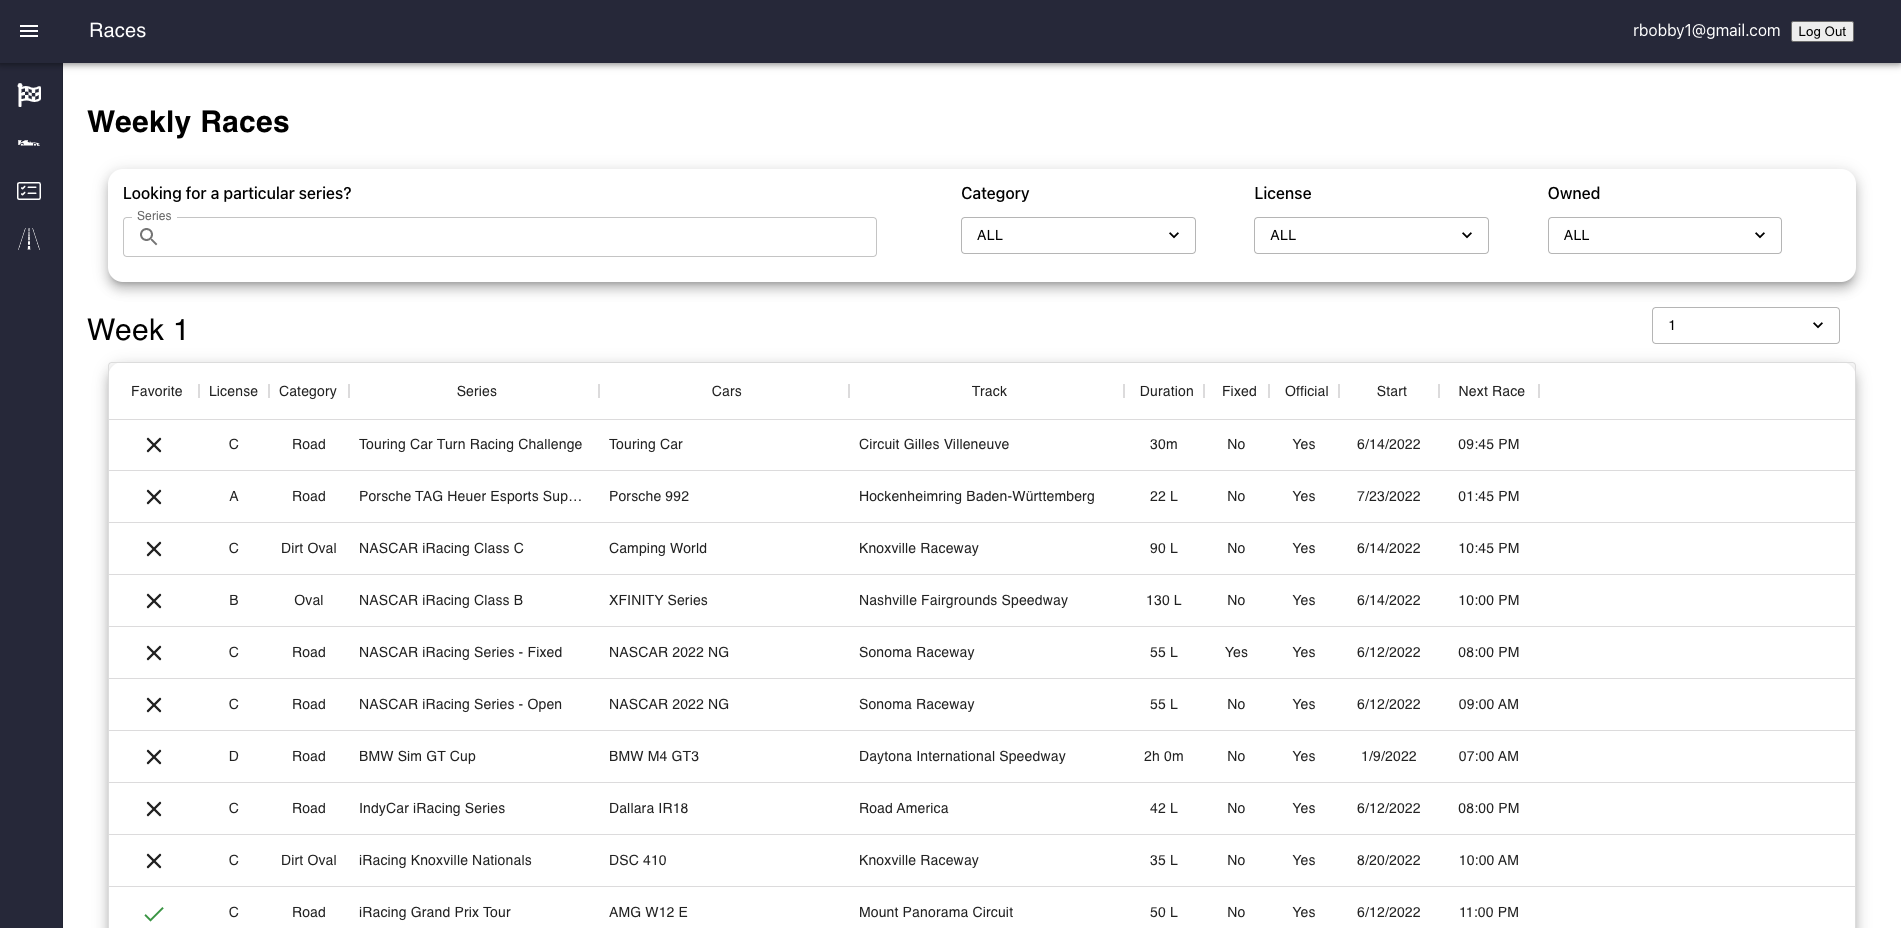 Races
rbobby1@gmail.com Log Out
Weekly Races
Looking for a particular series? Category License Owned
Series
ALL ALL ALL
Week 1 1
Favorite License Category Series Cars Track Duration Fixed Official Start Next Race
C Road Touring Car Turn Racing Challenge Touring Car Circuit Gilles Villeneuve 30m No Yes 6/14/2022 09:45 PM
A Road Porsche TAG Heuer Esports Sup... Porsche 992 Hockenheimring Baden-Württemberg 22 L No Yes 7/23/2022 01:45 PM
C Dirt Oval NASCAR iRacing Class C Camping World Knoxville Raceway 90 L No Yes 6/14/2022 10:45 PM
B Oval NASCAR iRacing Class B XFINITY Series Nashville Fairgrounds Speedway 130 L No Yes 6/14/2022 10:00 PM
C Road NASCAR iRacing Series - Fixed NASCAR 2022 NG Sonoma Raceway 55 L Yes Yes 6/12/2022 08:00 PM
C Road NASCAR iRacing Series - Open NASCAR 2022 NG Sonoma Raceway 55 L No Yes 6/12/2022 09:00 AM
D Road BMW Sim GT Cup BMW M4 GT3 Daytona International Speedway 2h 0m No Yes 1/9/2022 07:00 AM
C Road IndyCar iRacing Series Dallara IR18 Road America 42 L No Yes 6/12/2022 08:00 PM
C Dirt Oval iRacing Knoxville Nationals DSC 410 Knoxville Raceway 35 L No Yes 8/20/2022 10:00 AM
C Road iRacing Grand Prix Tour AMG W12 E Mount Panorama Circuit 50 L No Yes 6/12/2022 11:00 PM